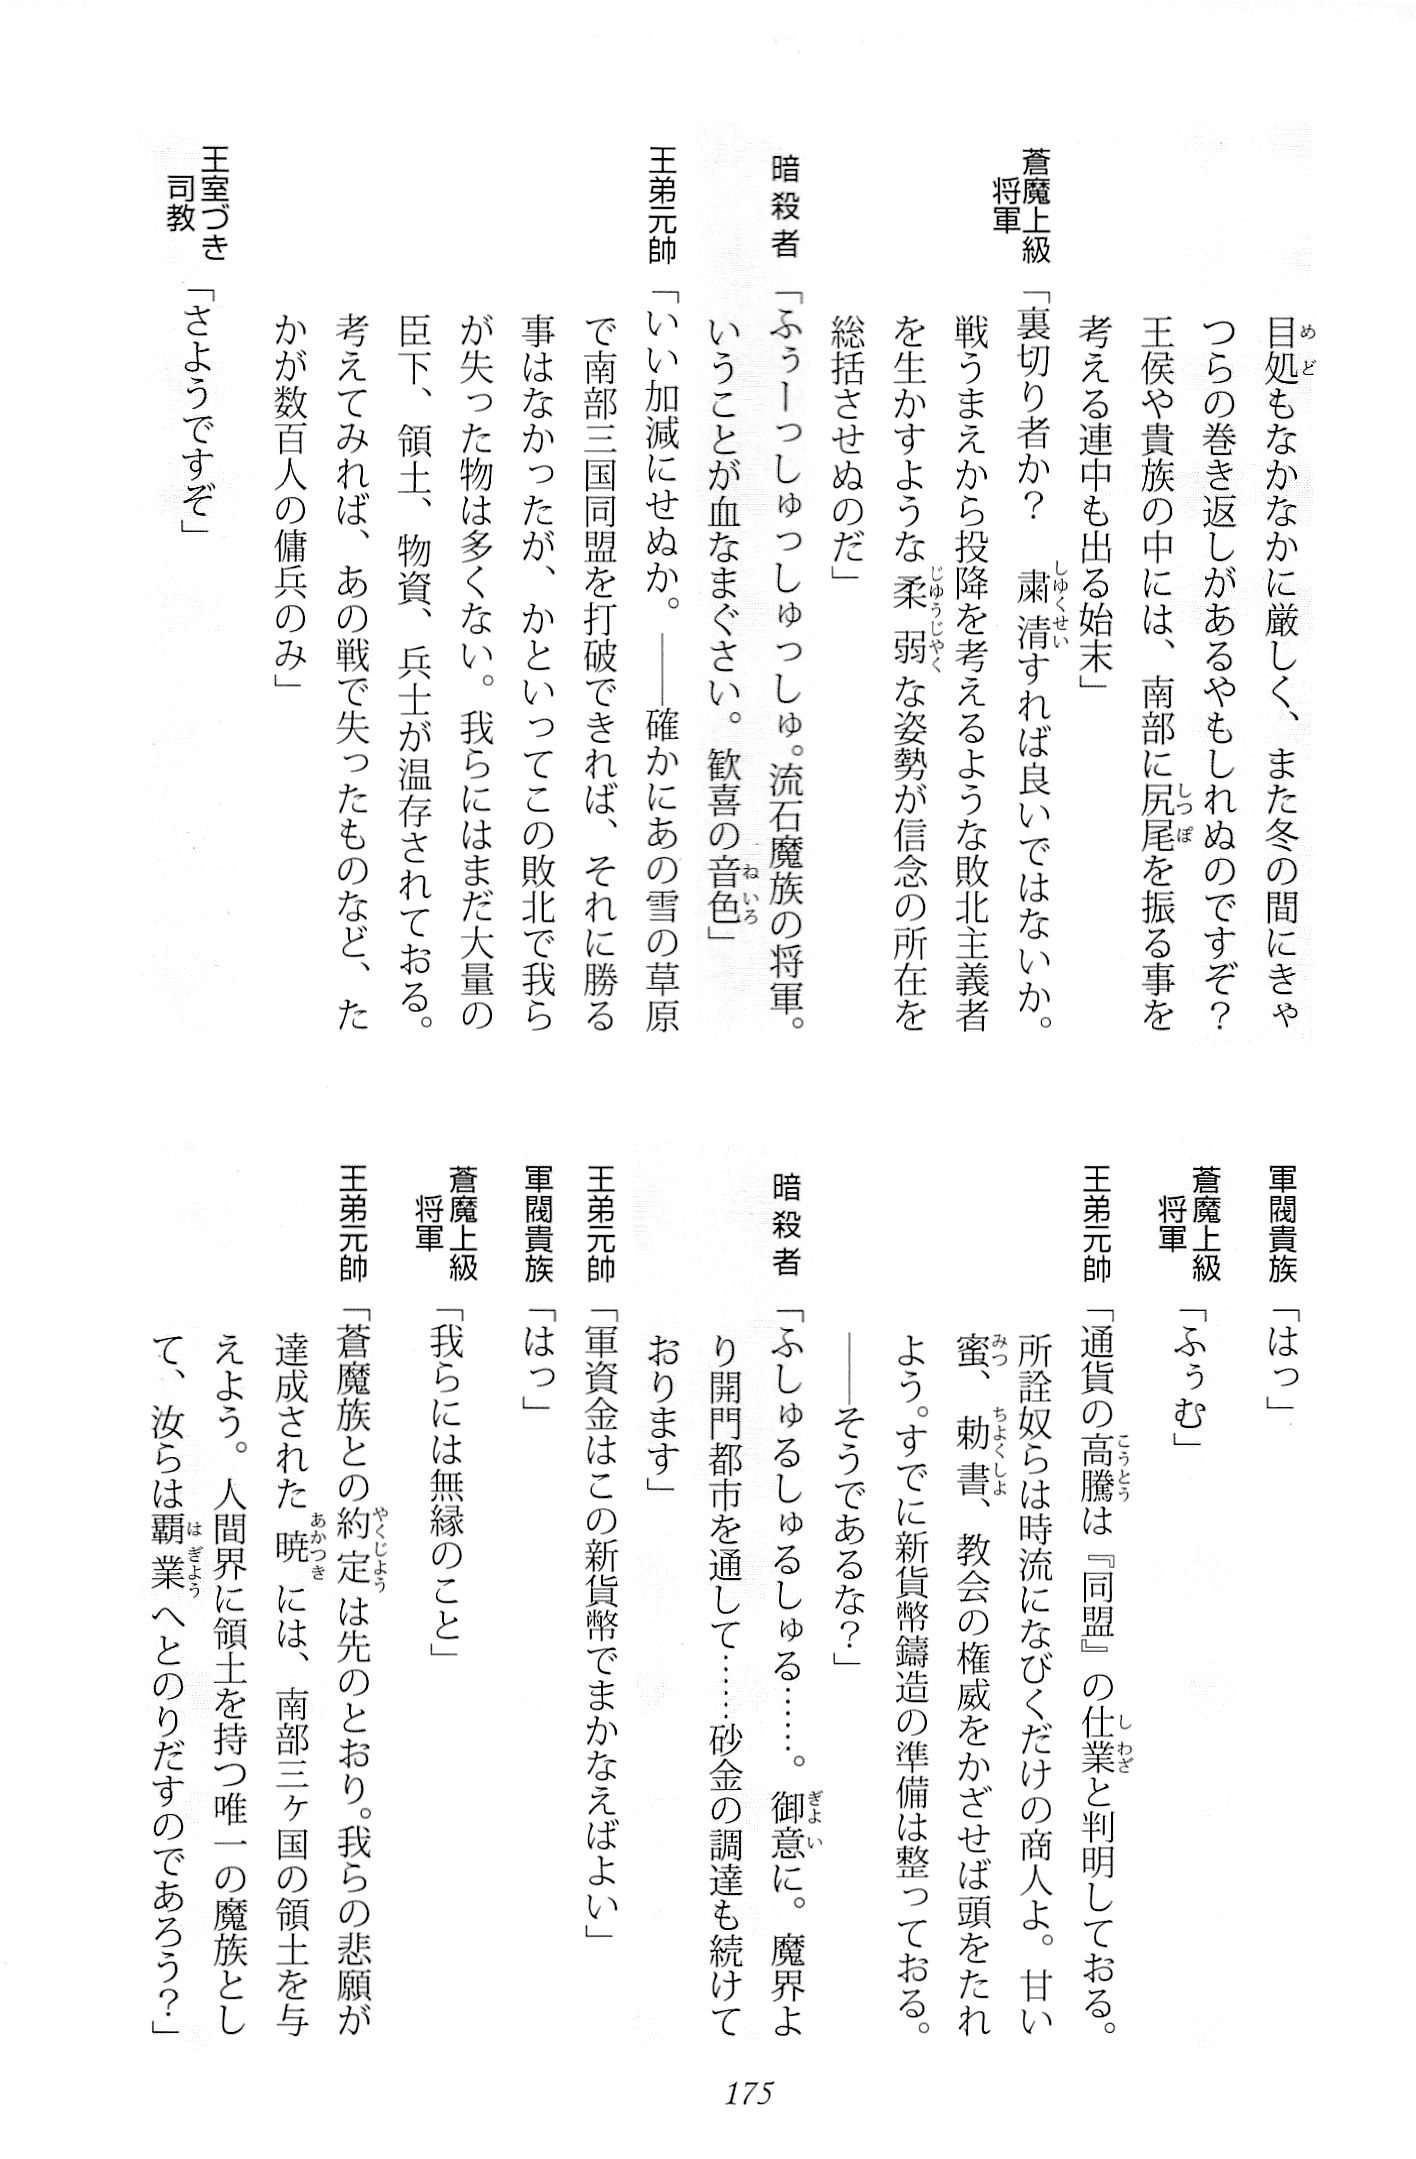 目処もなかなかに厳しく、また冬の間にきゃ
つらの巻き返しがあるやもしれぬのですぞ？
王侯や貴族の中には、南部に尻尾を振る事を
考える連中も出る始末」
蒼魔上級将軍「裏切り者か？　粛清すれば良いではないか。
戦うまえから投降を考えるような敗北主義者
を生かすような柔弱な姿勢が信念の所在を
総括させぬのだ」
暗殺者「ふぅーっしゅっしゅっしゅ。流石魔族の将軍。
いうことが血なまぐさい。歓喜の音色」
王弟元帥「いい加減にせぬか。――確かにあの雪の草原
で南部三国同盟を打破できれば、それに勝る
事はなかったが、かといってこの敗北で我ら
が失った物は多くない。我らにはまだ大量の
臣下、領土、物資、兵士が温存されておる。
考えてみれば、あの戦で失ったものなど、た
かが数百人の傭兵のみ」
王室づき司教「さようですぞ」
軍閥貴族「はっ」
蒼魔上級将軍「ふぅむ」
王弟元帥「通貨の高騰は『同盟』の仕業と判明しておる。
所詮奴らは時流になびくだけの商人よ。甘い
蜜、勅書、教会の権威をかざせば頭をたれ
よう。すでに新貨幣鋳造の準備は整っておる。
――そうであるな？」
暗殺者「ふしゅるしゅるしゅる……。御意に。魔界よ
り開門都市を通して……砂金の調達も続けて
おります」
王弟元帥「軍資金はこの新貨幣でまかなえばよい」
軍閥貴族「はっ」
蒼魔上級将軍「我らには無縁のこと」
王弟元帥「蒼魔族との約定は先のとおり。我らの悲願が
達成された暁には、南部三ヶ国の領土を与
えよう。人間界に領土を持つ唯一の魔族とし
て、汝らは覇業へとのりだすのであろう？」
175